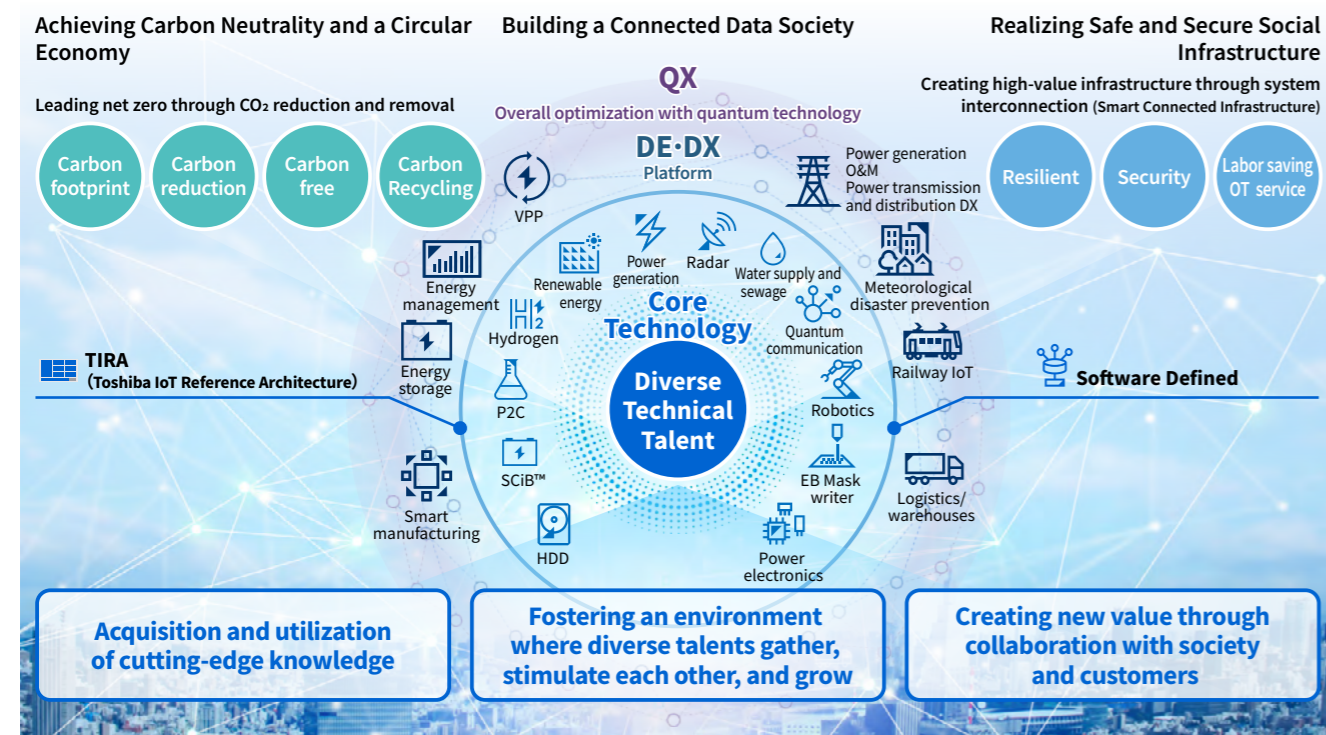 Achieving Carbon Neutrality and a Circular
Economy
Leading net zero through CO₂ reduction and removal
Carbon
footprint
Carbon
reduction
Carbon
free
Carbon
Recycling
Building a Connected Data Society
QX
Overall optimization with quantum technology
DE・DX
Platform
Realizing Safe and Secure Social
Infrastructure
Creating high-value infrastructure through system
interconnection (Smart Connected Infrastructure)
Resilient
Security
Labor saving
OT service
VPP
Power generation
O&M
Power transmission
and distribution DX
Energy
management
Renewable
energy
Power
generation
Radar
Water supply and
sewage
Meteorological
disaster prevention
Hydrogen
Core
Technology
Quantum
communication
Energy
storage
Railway IoT
TIRA
(Toshiba IoT Reference Architecture)
Software Defined
P2C
Diverse
Technical
Talent
Robotics
SCiB™
EB Mask
writer
Smart
manufacturing
Logistics/
warehouses
HDD
Power
electronics
Acquisition and utilization
of cutting-edge knowledge
Fostering an environment
where diverse talents gather,
stimulate each other, and grow
Creating new value through
collaboration with society
and customers